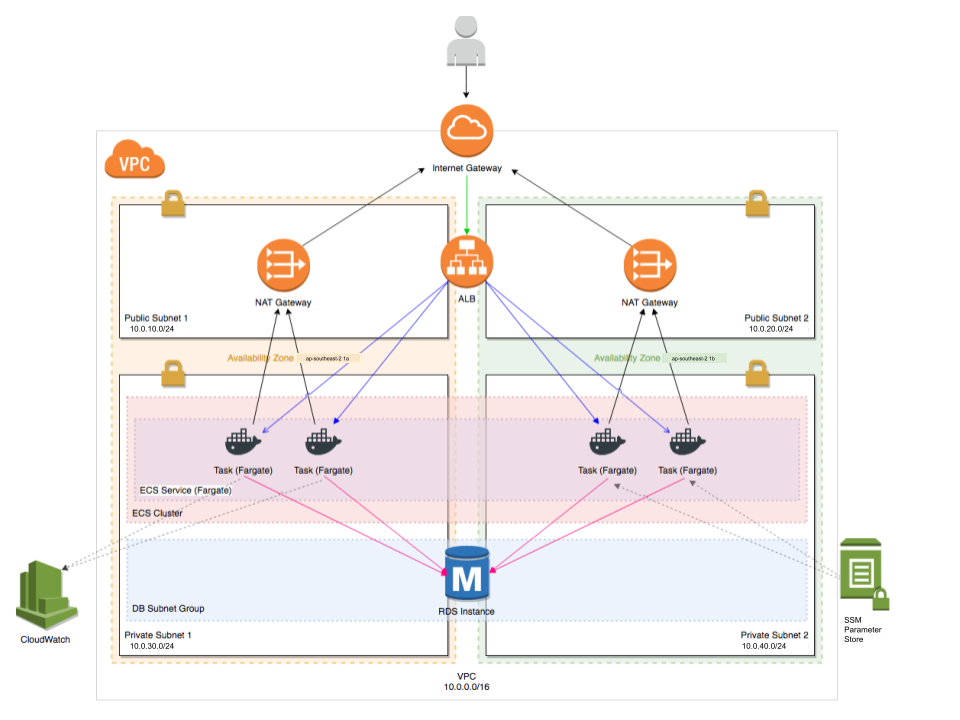 VPC
Internet Gateway
NAT Gateway
ALB
NAT Gateway
Public Subnet 1
10.0.10.0/24
Public Subnet 2
10.0.20.0/24
Availability Zone ap-southeast-2 1a
Availability Zone ap-southeast-2 1b
Task (Fargate)
Task (Fargate)
Task (Fargate)
Task (Fargate)
ECS Service (Fargate)
ECS Cluster
M
DB Subnet Group
RDS Instance
CloudWatch
SSM
Parameter
Store
Private Subnet 1
10.0.30.0/24
Private Subnet 2
10.0.40.0/24
VPC
10.0.0.0/16